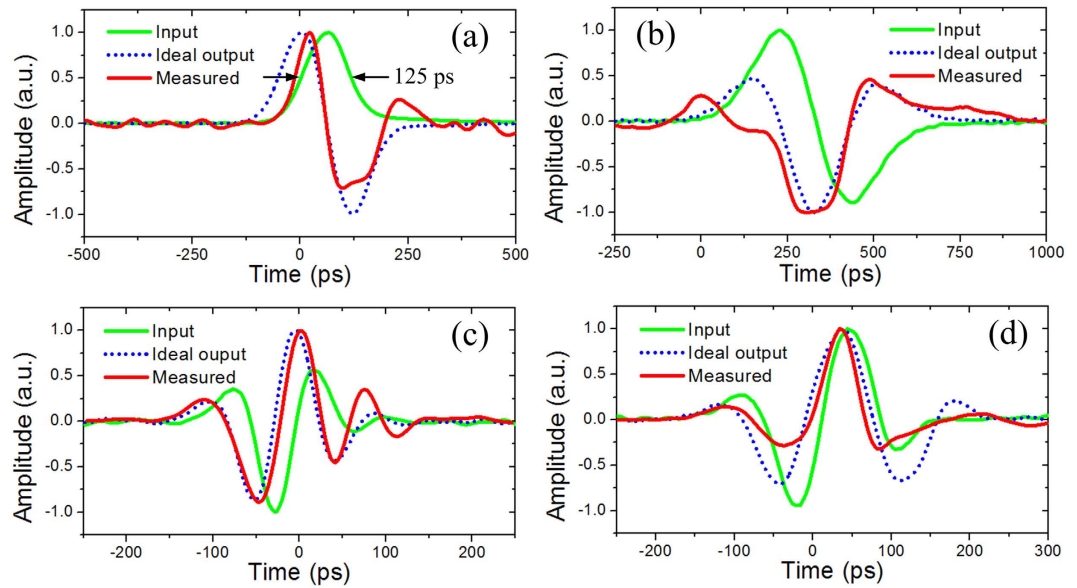 (a)
Input
Ideal output
Measured
125 ps
Amplitude (a.u.)
1.0
0.5
0.0
-0.5
-1.0
-500 -250 0 250 500
Time (ps)
(b)
Input
Ideal output
Measured
Amplitude (a.u.)
1.0
0.5
0.0
-0.5
-1.0
-250 0 250 500 750 1000
Time (ps)
(c)
Input
Ideal ouput
Measured
Amplitude (a.u.)
1.0
0.5
0.0
-0.5
-1.0
-200 -100 0 100 200
Time (ps)
(d)
Input
Ideal output
Measured
Amplitude (a.u.)
1.0
0.5
0.0
-0.5
-1.0
-200 -100 0 100 200 300
Time (ps)